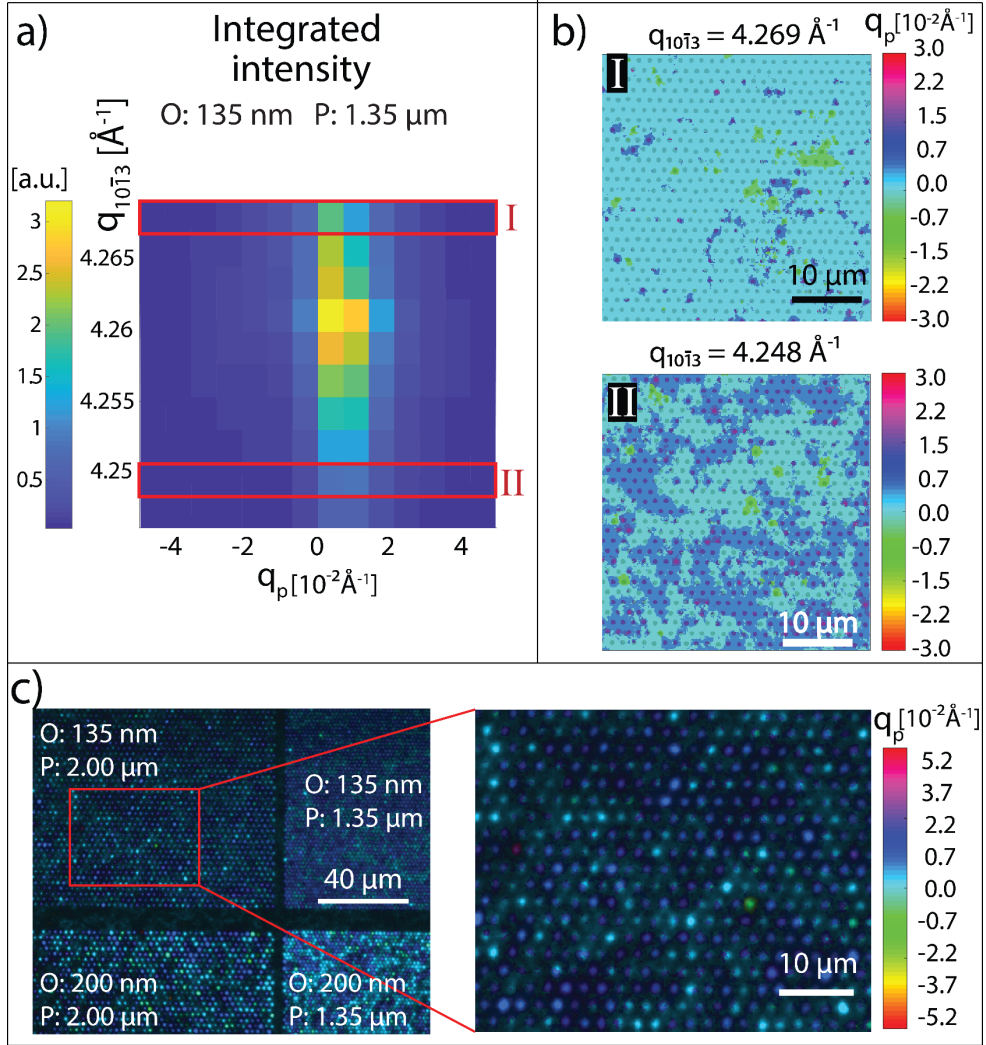 a)
Integrated
intensity
O: 135 nm P: 1.35 μm
q101̄3 [Å-1]
[a.u.]
3
2.5
2
1.5
1
0.5
4.265
4.26
4.255
4.25
I
II
-4 -2 0 2 4
qp[10-2Å-1]
b)
q101̄3 = 4.269 Å-1
qp[10-2Å-1]
I
10 μm
3.0
2.2
1.5
0.7
0.0
-0.7
-1.5
-2.2
-3.0
q101̄3 = 4.248 Å-1
II
10 μm
3.0
2.2
1.5
0.7
0.0
-0.7
-1.5
-2.2
-3.0
c)
O: 135 nm
P: 2.00 μm
O: 135 nm
P: 1.35 μm
40 μm
O: 200 nm
P: 2.00 μm
O: 200 nm
P: 1.35 μm
10 μm
qp[10-2Å-1]
5.2
3.7
2.2
0.7
0.0
-0.7
-2.2
-3.7
-5.2